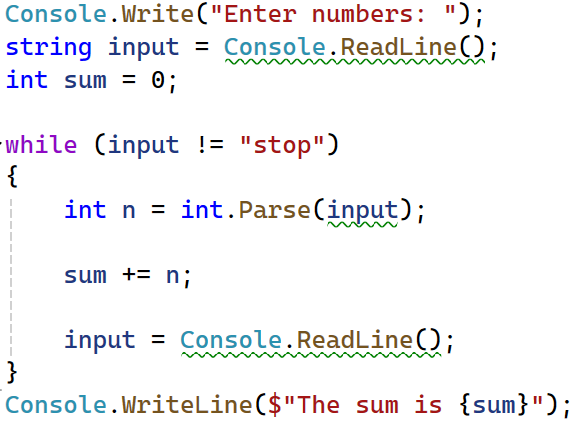 Console.Write("Enter numbers: ");
string input = Console.ReadLine();
int sum = 0;
while (input != "stop")
{
int n = int.Parse(input);
sum += n;
input = Console.ReadLine();
}
Console.WriteLine($"The sum is {sum}");